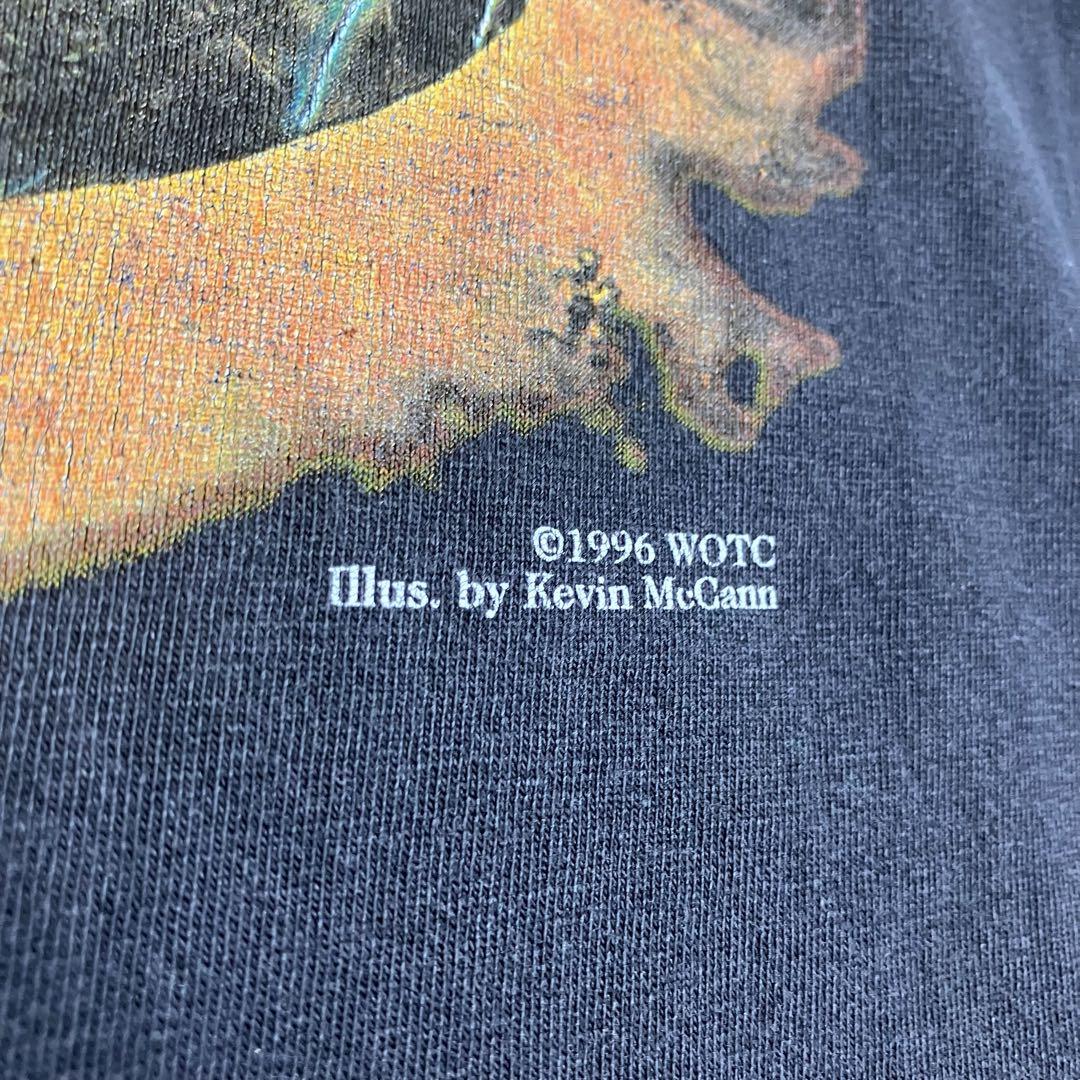 ©1996 WOTC
Illus. by Kevin McCann